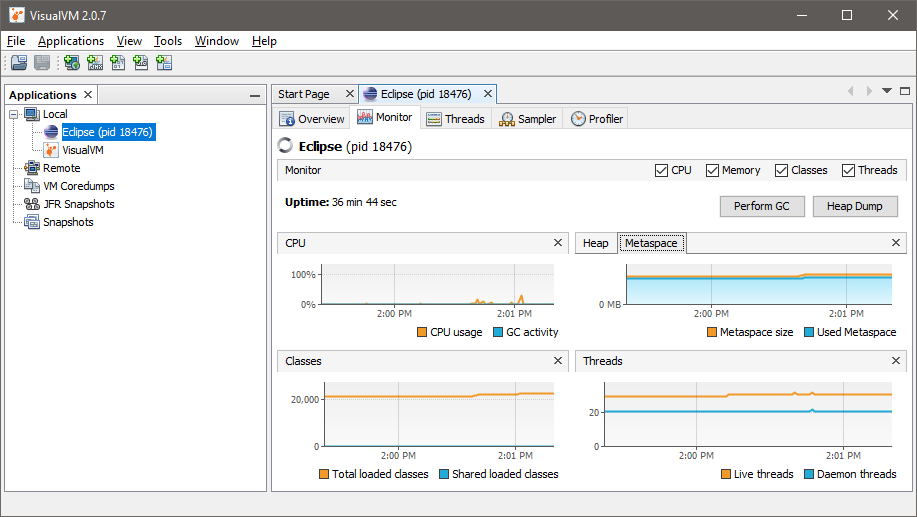 VisualVM 2.0.7
File Applications View Tools Window Help
Applications
Local
Eclipse (pid 18476)
VisualVM
Remote
VM Coredumps
JFR Snapshots
Snapshots
Start Page Eclipse (pid 18476)
Overview Monitor Threads Sampler Profiler
Eclipse (pid 18476)
Monitor CPU Memory Classes Threads
Uptime: 36 min 44 sec Perform GC Heap Dump
CPU
100%
0%
2:00 PM 2:01 PM
CPU usage GC activity
Heap Metaspace
0 MB
2:00 PM 2:01 PM
Metaspace size Used Metaspace
Classes
20,000
0
2:00 PM 2:01 PM
Total loaded classes Shared loaded classes
Threads
20
0
2:00 PM 2:01 PM
Live threads Daemon threads